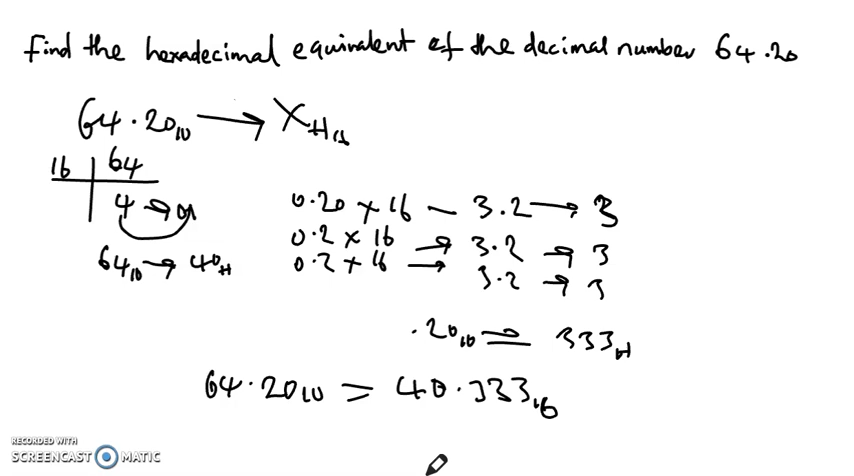 Find the hexadecimal equivalent of the decimal number 64.20
64.20₁₀ → X_H
16 | 64
4 → 0
64₁₀ → 40_H
0.20 × 16 — 3.2 → 3
0.2 × 16 → 3.2 → 3
0.2 × 16 → 3.2 → 3
.20₁₀ ⇒ 333_H
64.20₁₀ = 40.333₁₆
RECORDED WITH
SCREENCAST MATIC